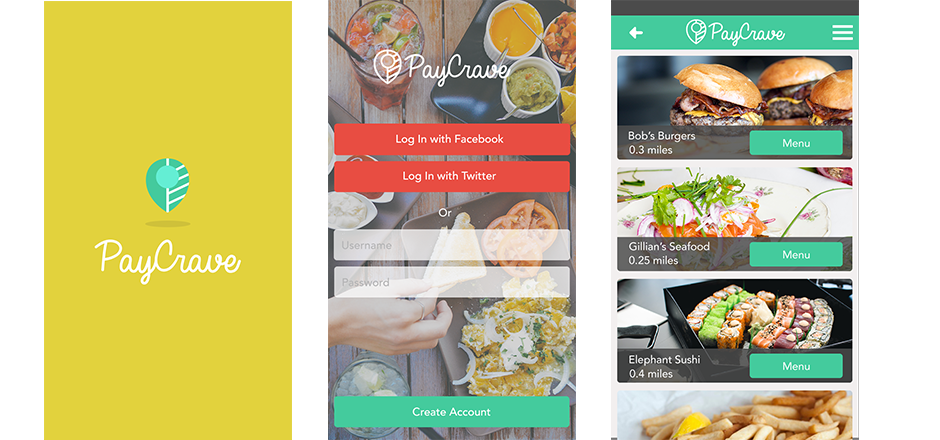 PayCrave
PayCrave
Log In with Facebook
Log In with Twitter
Or
Username
Password
Create Account
PayCrave
Bob's Burgers
0.3 miles
Menu
Gillian's Seafood
0.25 miles
Menu
Elephant Sushi
0.4 miles
Menu